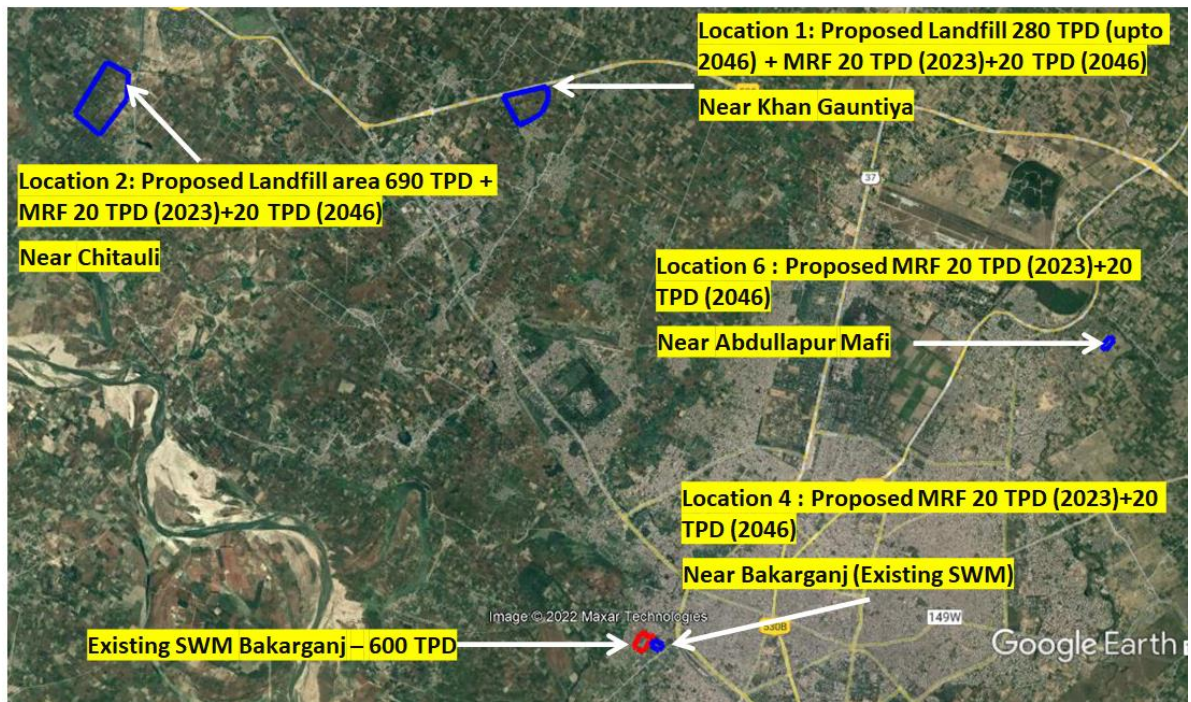 Location 1: Proposed Landfill 280 TPD (upto
2046) + MRF 20 TPD (2023)+20 TPD (2046)
Near Khan Gauntiya
Location 2: Proposed Landfill area 690 TPD +
MRF 20 TPD (2023)+20 TPD (2046)
Near Chitauli
37
Location 6 : Proposed MRF 20 TPD (2023)+20
TPD (2046)
Near Abdullapur Mafi
Location 4 : Proposed MRF 20 TPD (2023)+20
TPD (2046)
Near Bakarganj (Existing SWM)
Image © 2022 Maxar Technologies
149W
530B
Existing SWM Bakarganj – 600 TPD
Google Earth